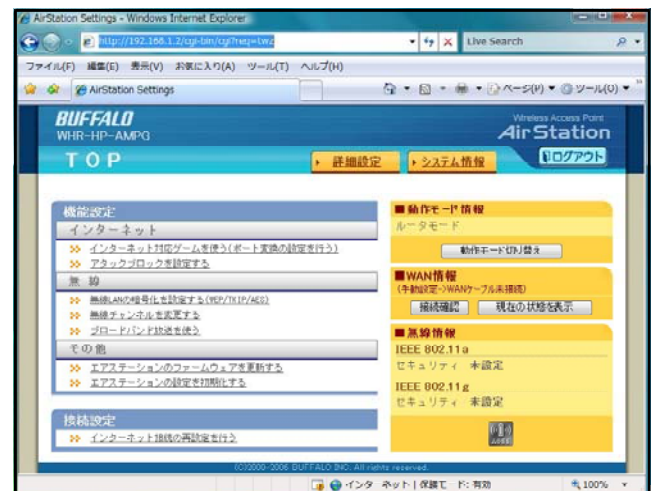 AirStation Settings - Windows Internet Explorer
http://192.168.1.2/cgi-bin/cgi?req=twz
Live Search
ファイル(F) 編集(E) 表示(V) お気に入り(A) ツール(T) ヘルプ(H)
AirStation Settings
ページ(P) ツール(O)
BUFFALO
WHR-HP-AMPG
Wireless Access Point
AirStation
TOP
詳細設定
システム情報
ログアウト
機能設定
インターネット
インターネット対応ゲームを使う(ポート変換の設定を行う)
アタックブロックを設定する
無線
無線LANの暗号化を設定する(WEP/TKIP/AES)
無線チャンネルを変更する
ブロードバンド放送を使う
その他
エアステーションのファームウェアを更新する
エアステーションの設定を初期化する
接続設定
インターネット接続の再設定を行う
■動作モード情報
ルータモード
動作モード切り替え
■WAN情報
(手動設定->WANケーブル未接続)
接続確認
現在の状態を表示
■無線情報
IEEE 802.11a
セキュリティ 未設定
IEEE 802.11g
セキュリティ 未設定
AOSS
(C)2000-2006 BUFFALO INC. All rights reserved.
インターネット | 保護モード: 有効
100%